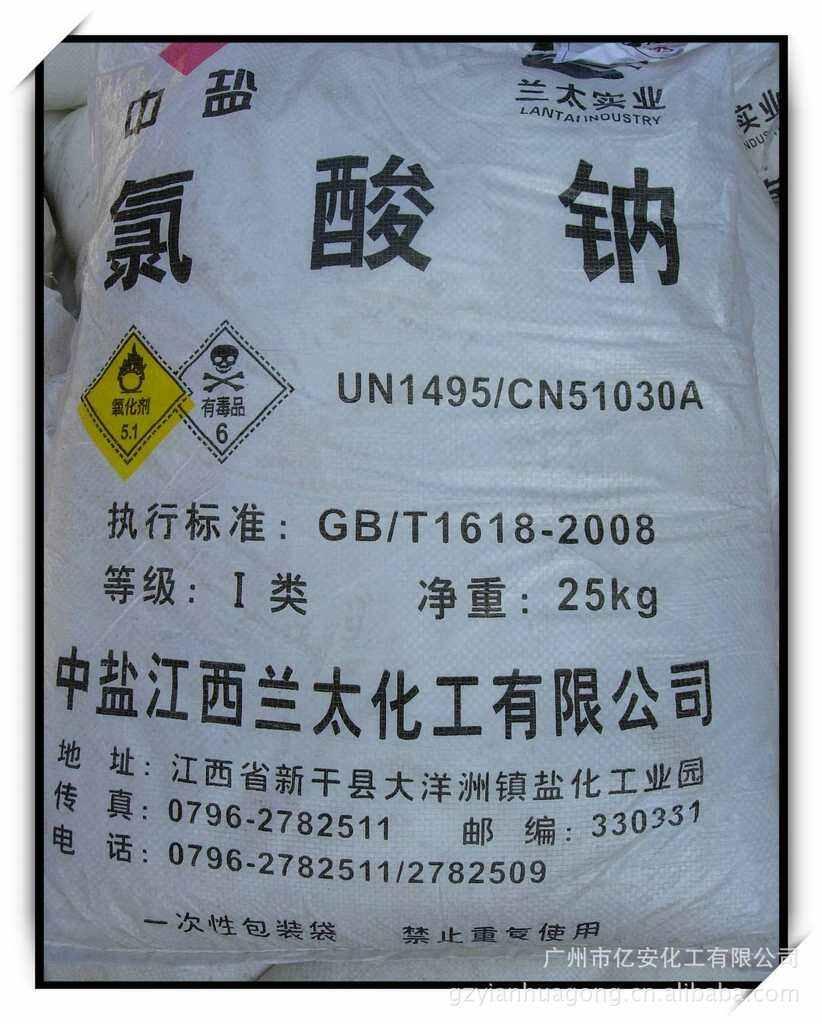 中盐
兰太实业
LANTAI INDUSTRY
实业
氯酸钠
氧化剂
5.1
有毒品
6
UN1495/CN51030A
执行标准：GB/T1618-2008
等级：I类 净重：25kg
中盐江西兰太化工有限公司
地址：江西省新干县大洋洲镇盐化工业园
传真：0796-2782511 邮编：330331
电话：0796-2782511/2782509
一次性包装袋 禁止重复使用
广州市亿安化工有限公司
gzyianhuagong.cn.alibaba.com